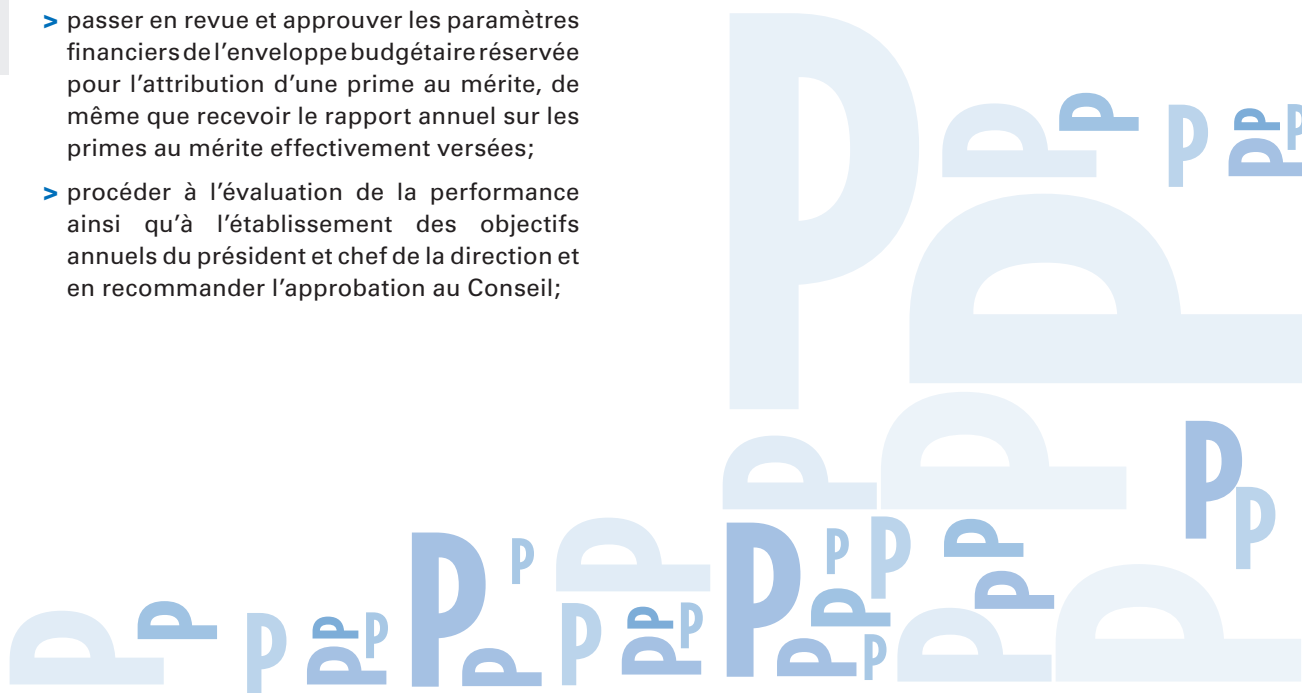 > passer en revue et approuver les paramètres
financiers de l’enveloppe budgétaire réservée
pour l’attribution d’une prime au mérite, de
même que recevoir le rapport annuel sur les
primes au mérite effectivement versées;
> procéder à l’évaluation de la performance
ainsi qu’à l’établissement des objectifs
annuels du président et chef de la direction et
en recommander l’approbation au Conseil;